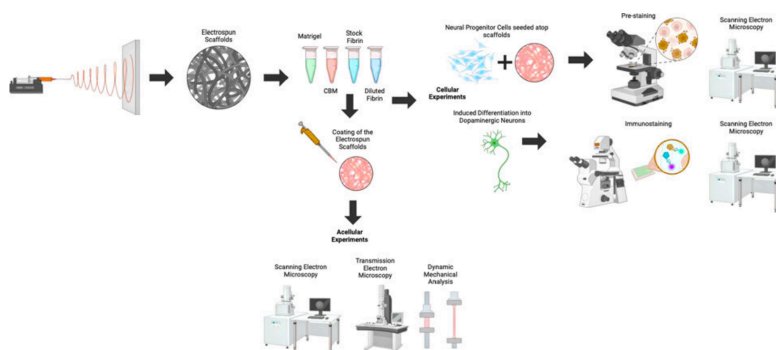 Electrospun
Scaffolds
Matrigel
Stock
Fibrin
CBM
Diluted
Fibrin
Coating of the
Electrospun
Scaffolds
Acellular
Experiments
Scanning Electron
Microscopy
Transmission
Electron
Microscopy
Dynamic
Mechanical
Analysis
Cellular
Experiments
Neural Progenitor Cells seeded atop
scaffolds
Pre-staining
Scanning Electron
Microscopy
Induced Differentiation into
Dopaminergic Neurons
Immunostaining
Scanning Electron
Microscopy